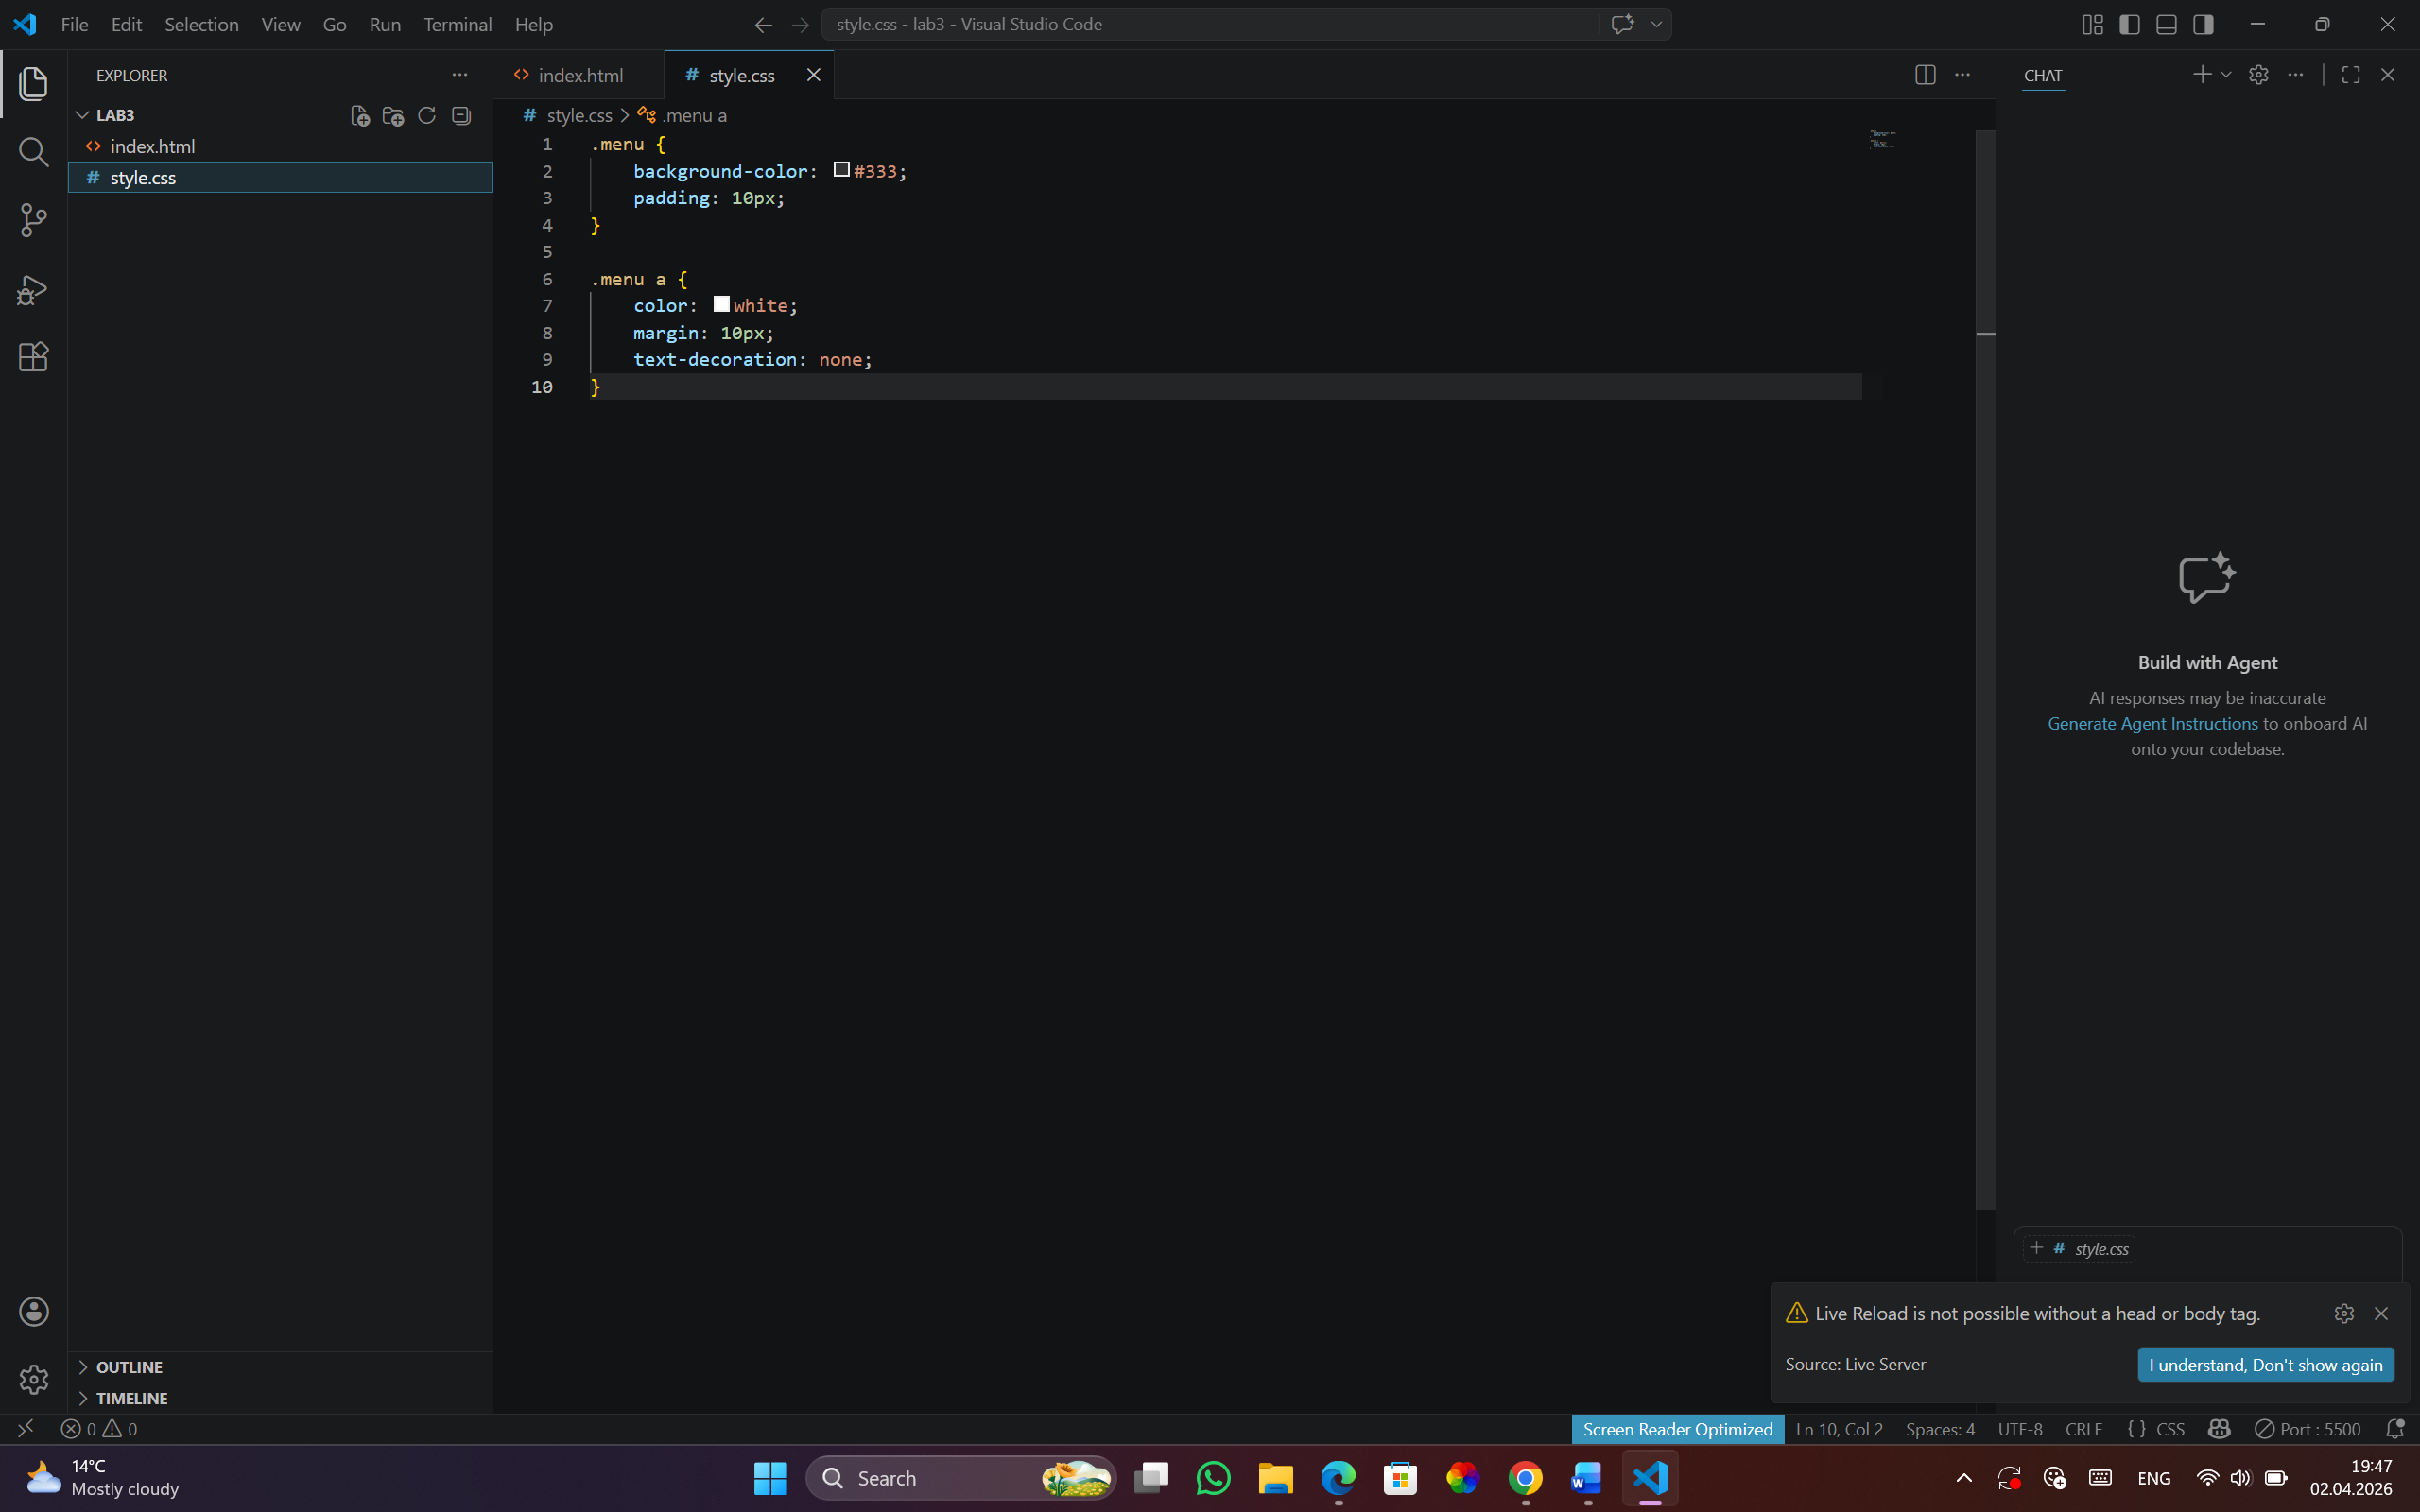 File Edit Selection View Go Run Terminal Help
style.css - lab3 - Visual Studio Code
EXPLORER
LAB3
index.html
style.css
index.html
style.css
style.css > .menu a
1 .menu {
2 background-color: #333;
3 padding: 10px;
4 }
5
6 .menu a {
7 color: white;
8 margin: 10px;
9 text-decoration: none;
10 }
CHAT
Build with Agent
AI responses may be inaccurate
Generate Agent Instructions to onboard AI
onto your codebase.
+ # style.css
Live Reload is not possible without a head or body tag.
Source: Live Server
I understand, Don't show again
OUTLINE
TIMELINE
0 0
Screen Reader Optimized Ln 10, Col 2 Spaces: 4 UTF-8 CRLF { } CSS Port : 5500
14°C
Mostly cloudy
Search
ENG
19:47
02.04.2026